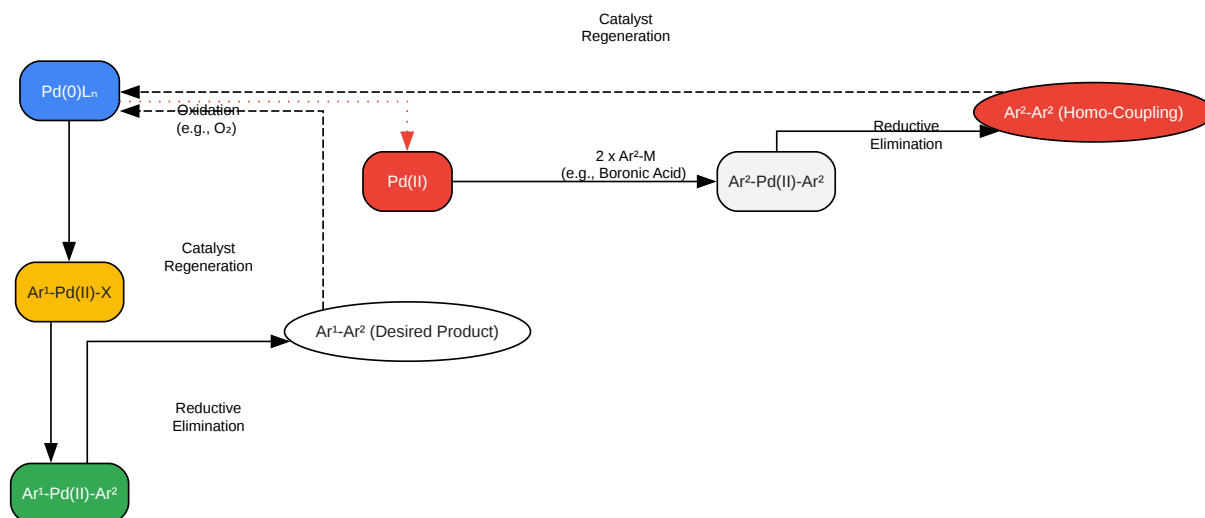 Catalyst
Regeneration
Pd(0)Lₙ
Oxidation
(e.g., O₂)
Ar²-Ar² (Homo-Coupling)
Reductive
Elimination
Pd(II)
2 x Ar²-M
(e.g., Boronic Acid)
Ar²-Pd(II)-Ar²
Catalyst
Regeneration
Ar¹-Pd(II)-X
Ar¹-Ar² (Desired Product)
Reductive
Elimination
Ar¹-Pd(II)-Ar²